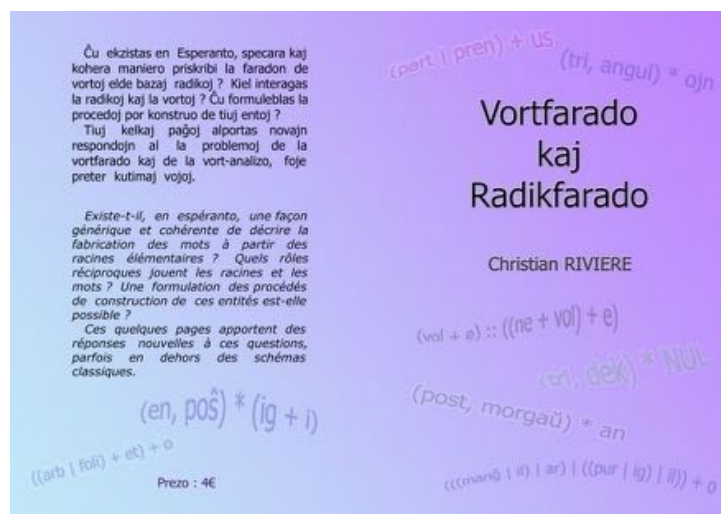 Ĉu ekzistas en Esperanto, specara kaj
kohera maniero priskribi la faradon de
vortoj elde bazaj radikoj ? Kiel interagas
la radikoj kaj la vortoj ? Ĉu formuleblas la
procedoj por konstruo de tiuj entoj ?
Tiuj kelkaj paĝoj alportas novajn
respondojn al la problemoj de la
vortfarado kaj de la vort-analizo, foje
preter kutimaj vojoj.
Existe-t-il, en espéranto, une façon
générique et cohérente de décrire la
fabrication des mots à partir des
racines élémentaires ? Quels rôles
réciproques jouent les racines et les
mots ? Une formulation des procédés
de construction de ces entités est-elle
possible ?
Ces quelques pages apportent des
réponses nouvelles à ces questions,
parfois en dehors des schémas
classiques.
(en, poŝ) * (ig + i)
((arb | foli) + et) + o
Prezo : 4€
(part | pren) + us
(tri, angul) * ojn
Vortfarado
kaj
Radikfarado
Christian RIVIERE
(vol + e) :: ((ne + vol) + e)
(tri, dek) * NUL
(post, morgaŭ) * an
(((manĝ | il) | ar) | ((pur | ig) | il)) + o